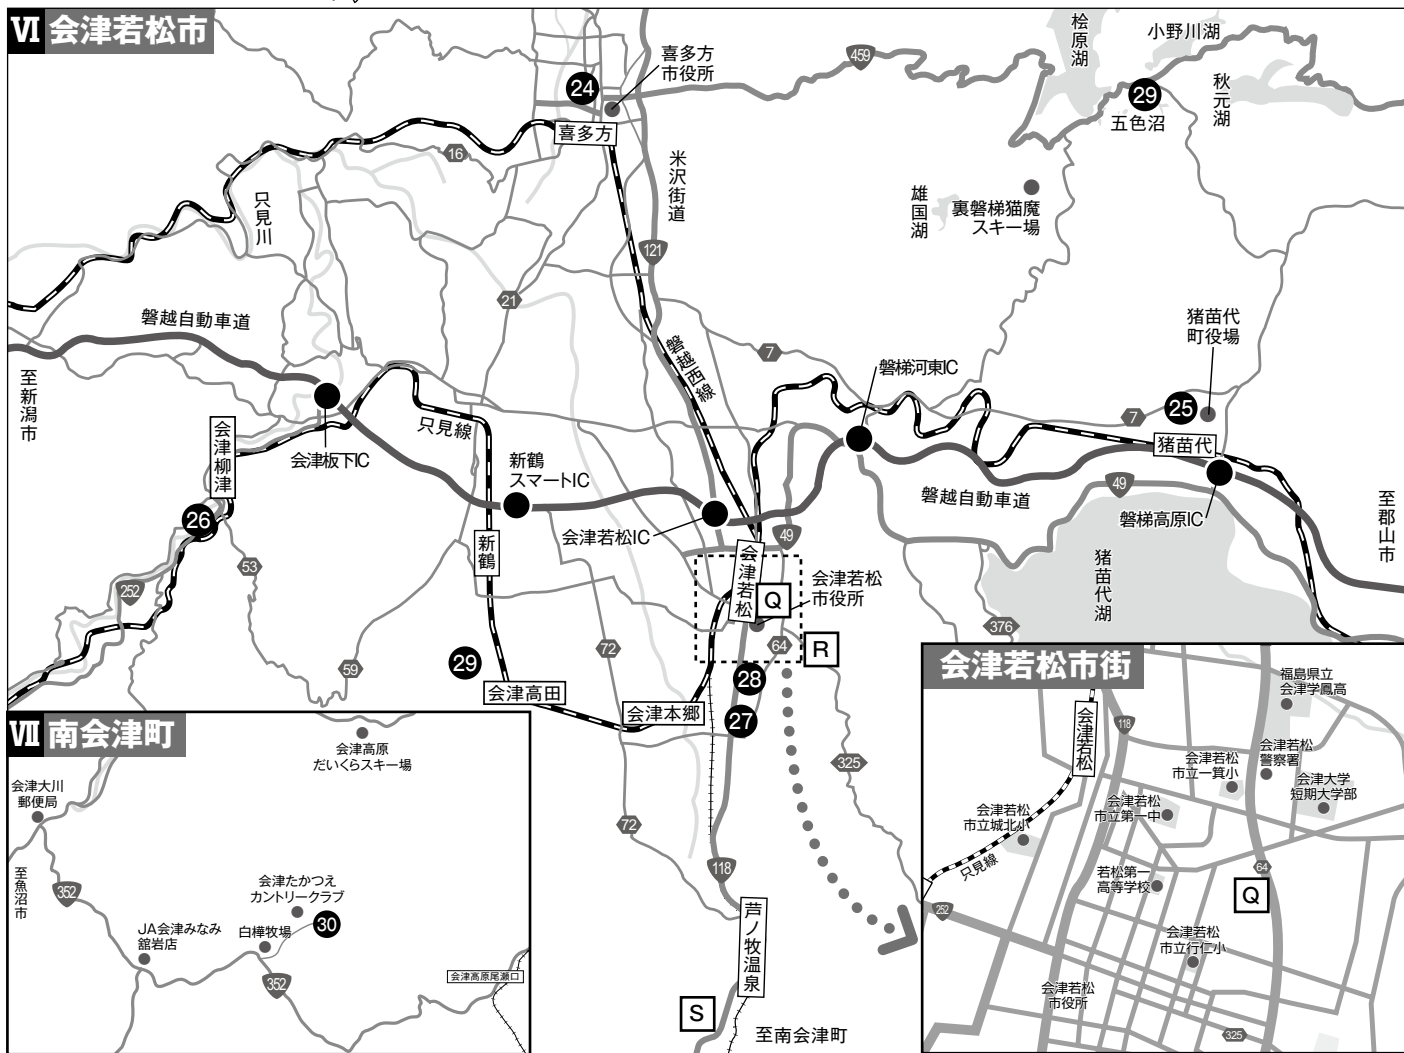 Ⅵ 会津若松市
24
喜多方
市役所
459
桧原湖
小野川湖
秋元湖
29
五色沼
喜多方
16
只見川
米沢街道
121
雄国湖
裏磐梯猫魔
スキー場
21
磐越自動車道
磐越西線
7
猪苗代
町役場
磐梯河東IC
25
7
至新潟市
会津柳津
会津板下IC
只見線
新鶴
スマートIC
猪苗代
磐越自動車道
49
磐梯高原IC
至郡山市
26
新鶴
会津若松IC
49
会津若松
会津若松
市役所
猪苗代湖
53
252
Q
376
R
64
72
59
29
28
会津高田
会津本郷
27
325
72
118
芦ノ牧温泉
S
至南会津町
Ⅶ 南会津町
会津高原
だいくらスキー場
会津大川
郵便局
至魚沼市
352
会津たかつえ
カントリークラブ
30
JA会津みなみ
舘岩店
白樺牧場
352
会津高原尾瀬口
会津若松市街
福島県立
会津学鳳高
118
会津若松
会津若松
市立一箕小
会津若松
警察署
会津大学
短期大学部
会津若松
市立城北小
会津若松
市立第一中
只見線
若松第一
高等学校
64
Q
252
会津若松
市立行仁小
会津若松
市役所
325